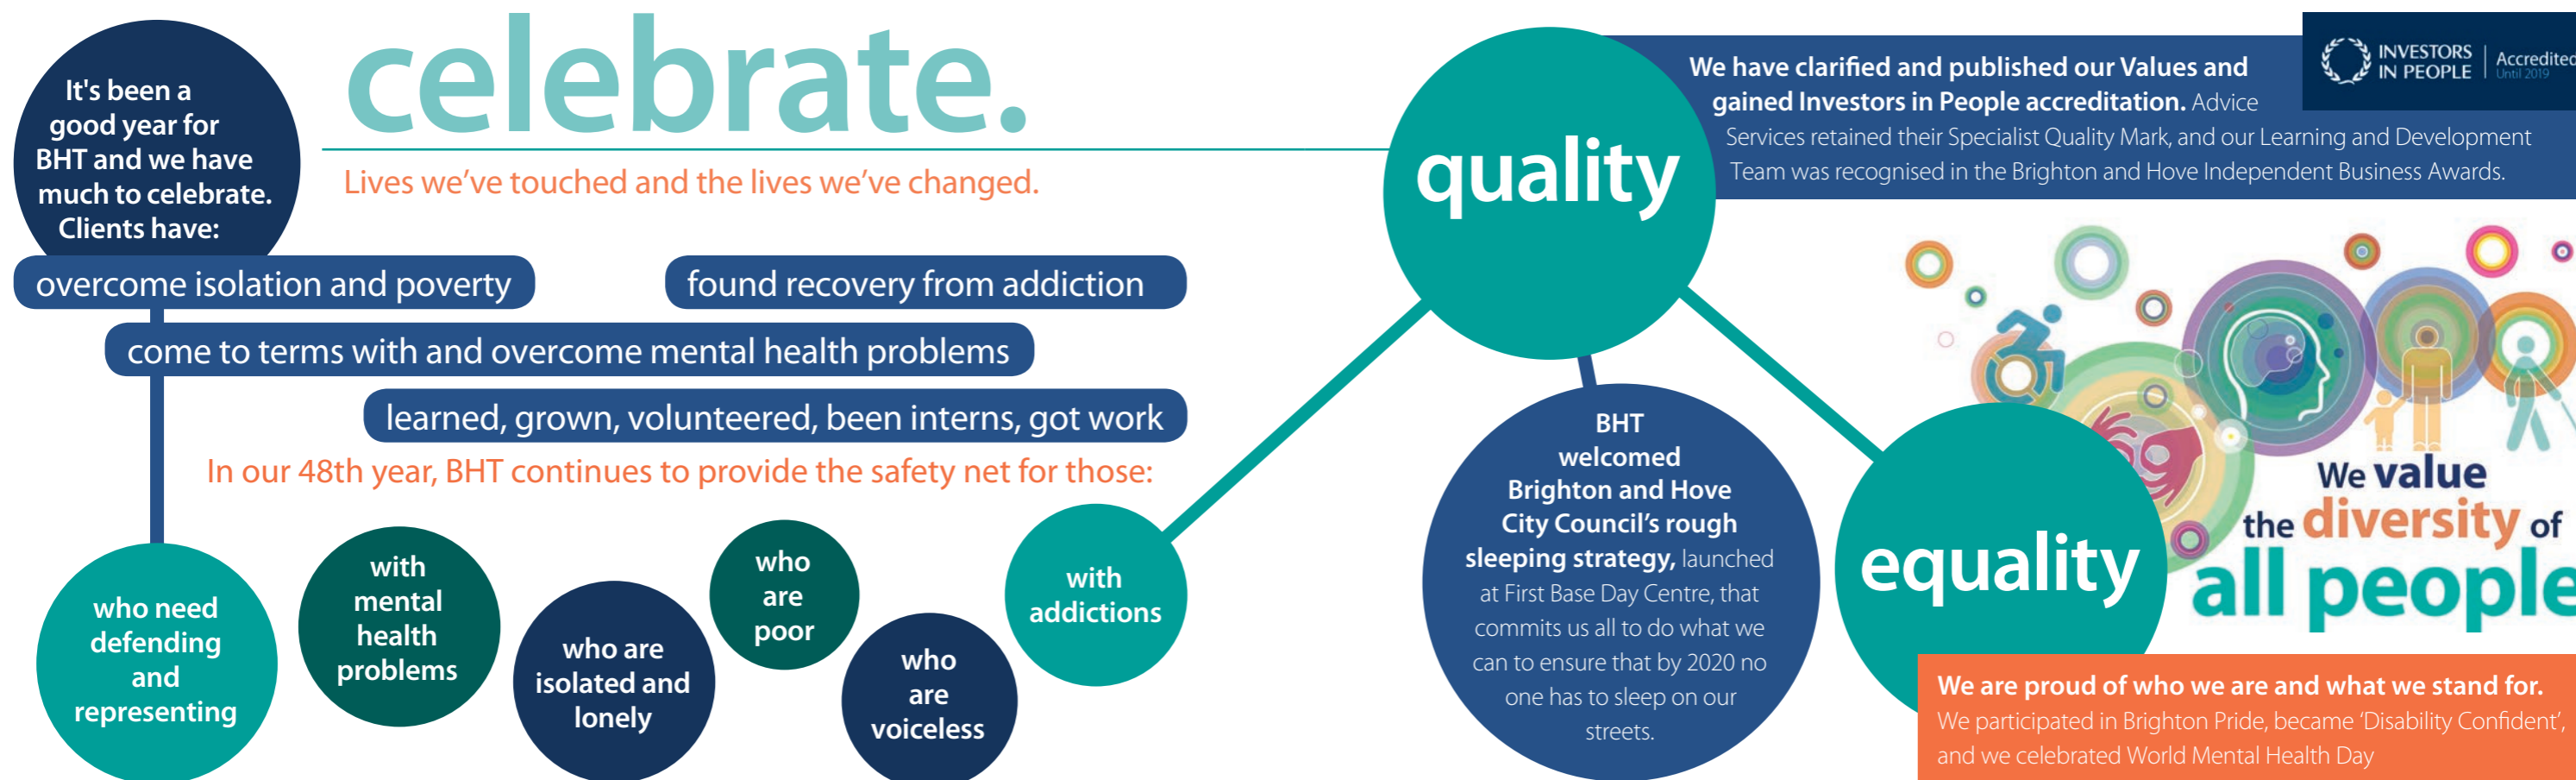 It's been a
good year for
BHT and we have
much to celebrate.
Clients have:
celebrate.
Lives we've touched and the lives we've changed.
overcome isolation and poverty
found recovery from addiction
come to terms with and overcome mental health problems
learned, grown, volunteered, been interns, got work
In our 48th year, BHT continues to provide the safety net for those:
who need
defending
and
representing
with
mental
health
problems
who are
isolated and
lonely
who
are
poor
who
are
voiceless
with
addictions
quality
We have clarified and published our Values and
gained Investors in People accreditation. Advice
Services retained their Specialist Quality Mark, and our Learning and Development
Team was recognised in the Brighton and Hove Independent Business Awards.
INVESTORS
IN PEOPLE
Accredited
Until 2019
BHT
welcomed
Brighton and Hove
City Council's rough
sleeping strategy, launched
at First Base Day Centre, that
commits us all to do what we
can to ensure that by 2020 no
one has to sleep on our
streets.
equality
We value
the diversity of
all people
We are proud of who we are and what we stand for.
We participated in Brighton Pride, became 'Disability Confident',
and we celebrated World Mental Health Day